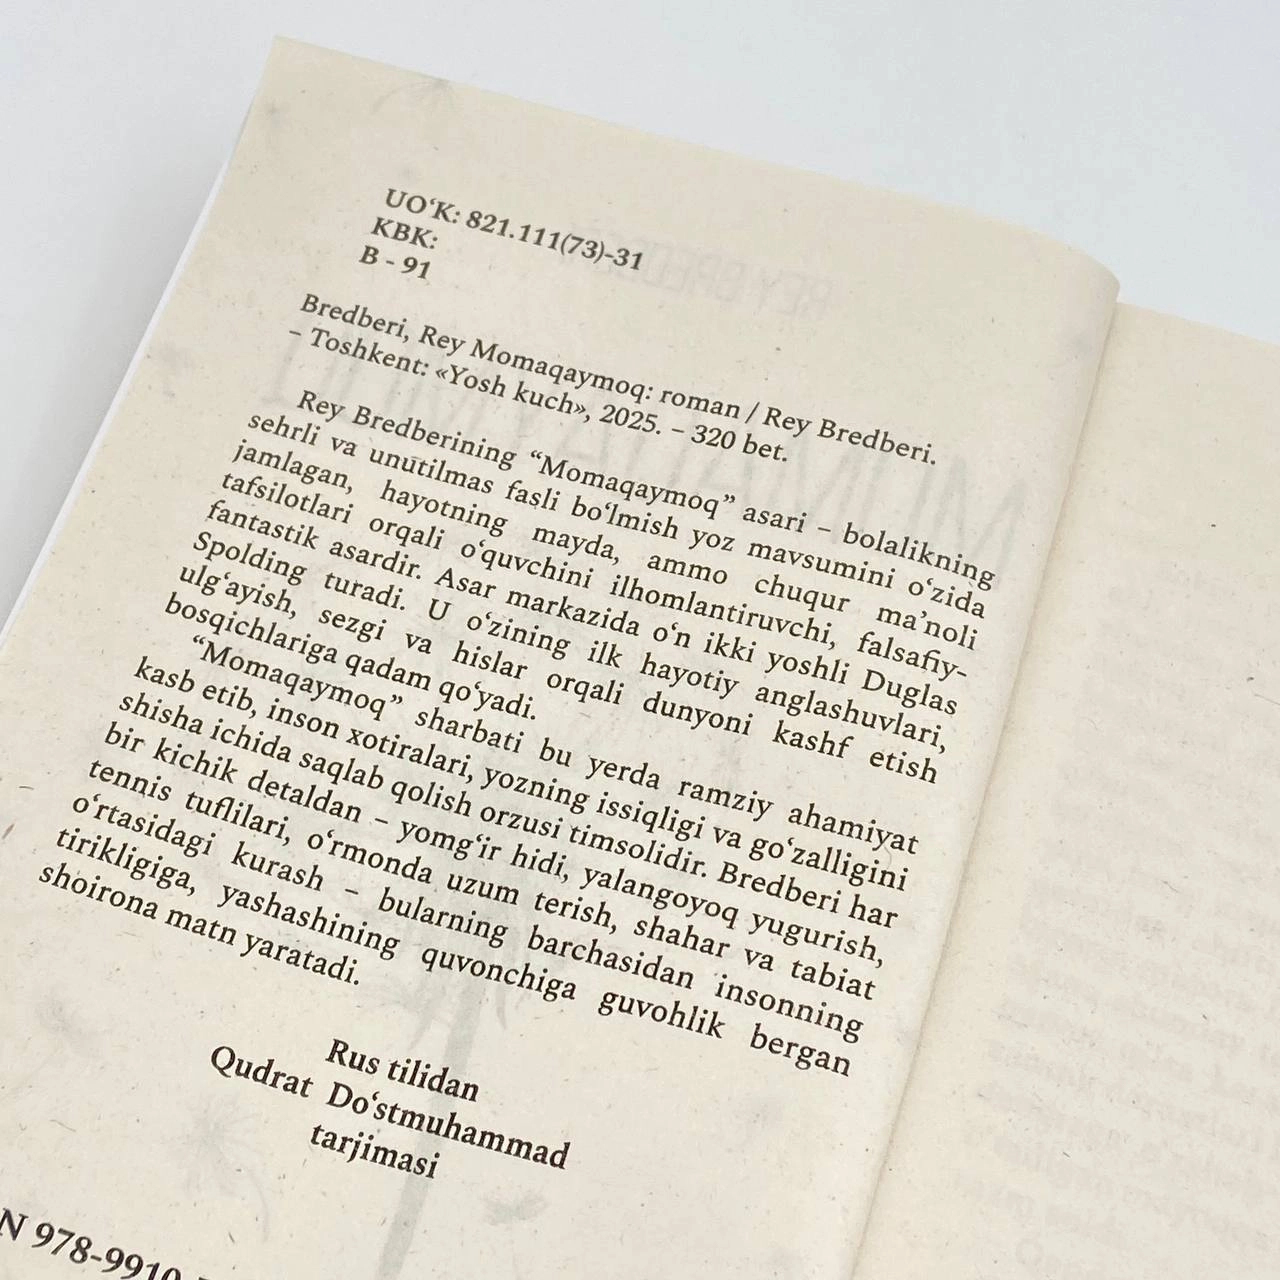 UO‘K: 821.111(73)-31
KBK:
B - 91
Bredberi, Rey Momaqaymoq: roman / Rey Bredberi.
– Toshkent: «Yosh kuch», 2025. – 320 bet.
Rey Bredberining “Momaqaymoq” asari – bolalikning
sehrli va unutilmas fasli bo‘lmish yoz mavsumini o‘zida
jamlagan, hayotning mayda, ammo chuqur ma’noli
tafsilotlari orqali o‘quvchini ilhomlantiruvchi, falsafiy-
fantastik asardir. Asar markazida o‘n ikki yoshli Duglas
Spolding turadi. U o‘zining ilk hayotiy anglashuvlari,
ulg‘ayish, sezgi va hislar orqali dunyoni kashf etish
bosqichlariga qadam qo‘yadi.
“Momaqaymoq” sharbati bu yerda ramziy ahamiyat
kasb etib, inson xotiralari, yozning issiqligi va go‘zalligini
shisha ichida saqlab qolish orzusi timsolidir. Bredberi har
bir kichik detaldan – yomg‘ir hidi, yalangoyoq yugurish,
tennis tuflilari, o‘rmonda uzum terish, shahar va tabiat
o‘rtasidagi kurash – bularning barchasidan insonning
tirikligiga, yashashining quvonchiga guvohlik bergan
shoirona matn yaratadi.
Rus tilidan
Qudrat Do‘stmuhammad
tarjimasi
N 978-9910-